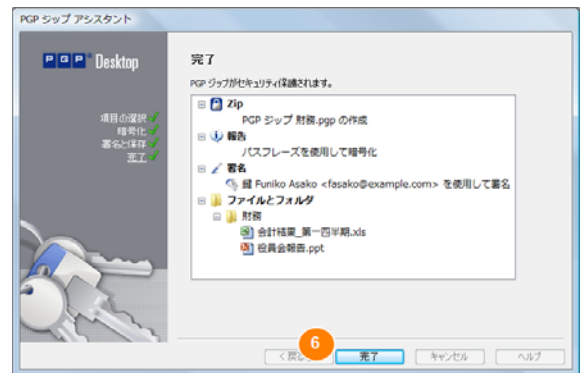 PGP ジップ アシスタント
PGP Desktop
項目の選択
暗号化
署名と保存
完了
完了
PGP ジップがセキュリティ保護されます。
Zip
PGP ジップ 財務.pgp の作成
報告
パスフレーズを使用して暗号化
署名
鍵 Funiko Asako <fasako@example.com> を使用して署名
ファイルとフォルダ
財務
会計結果_第一四半期.xls
役員会報告.ppt
6
< 戻
完了
キャンセル
ヘルプ